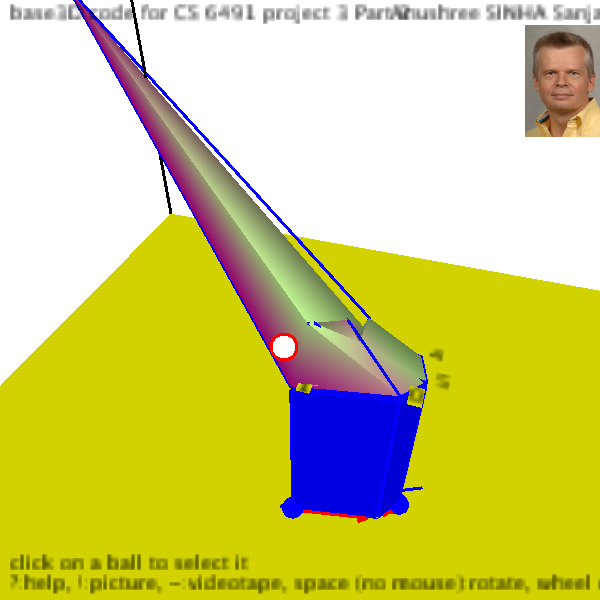 base3D code for CS 6491 project 3 Part Anushree SINHA Sanja
click on a ball to select it
?:help, !:picture, ~:videotape, space (no mouse):rotate, wheel